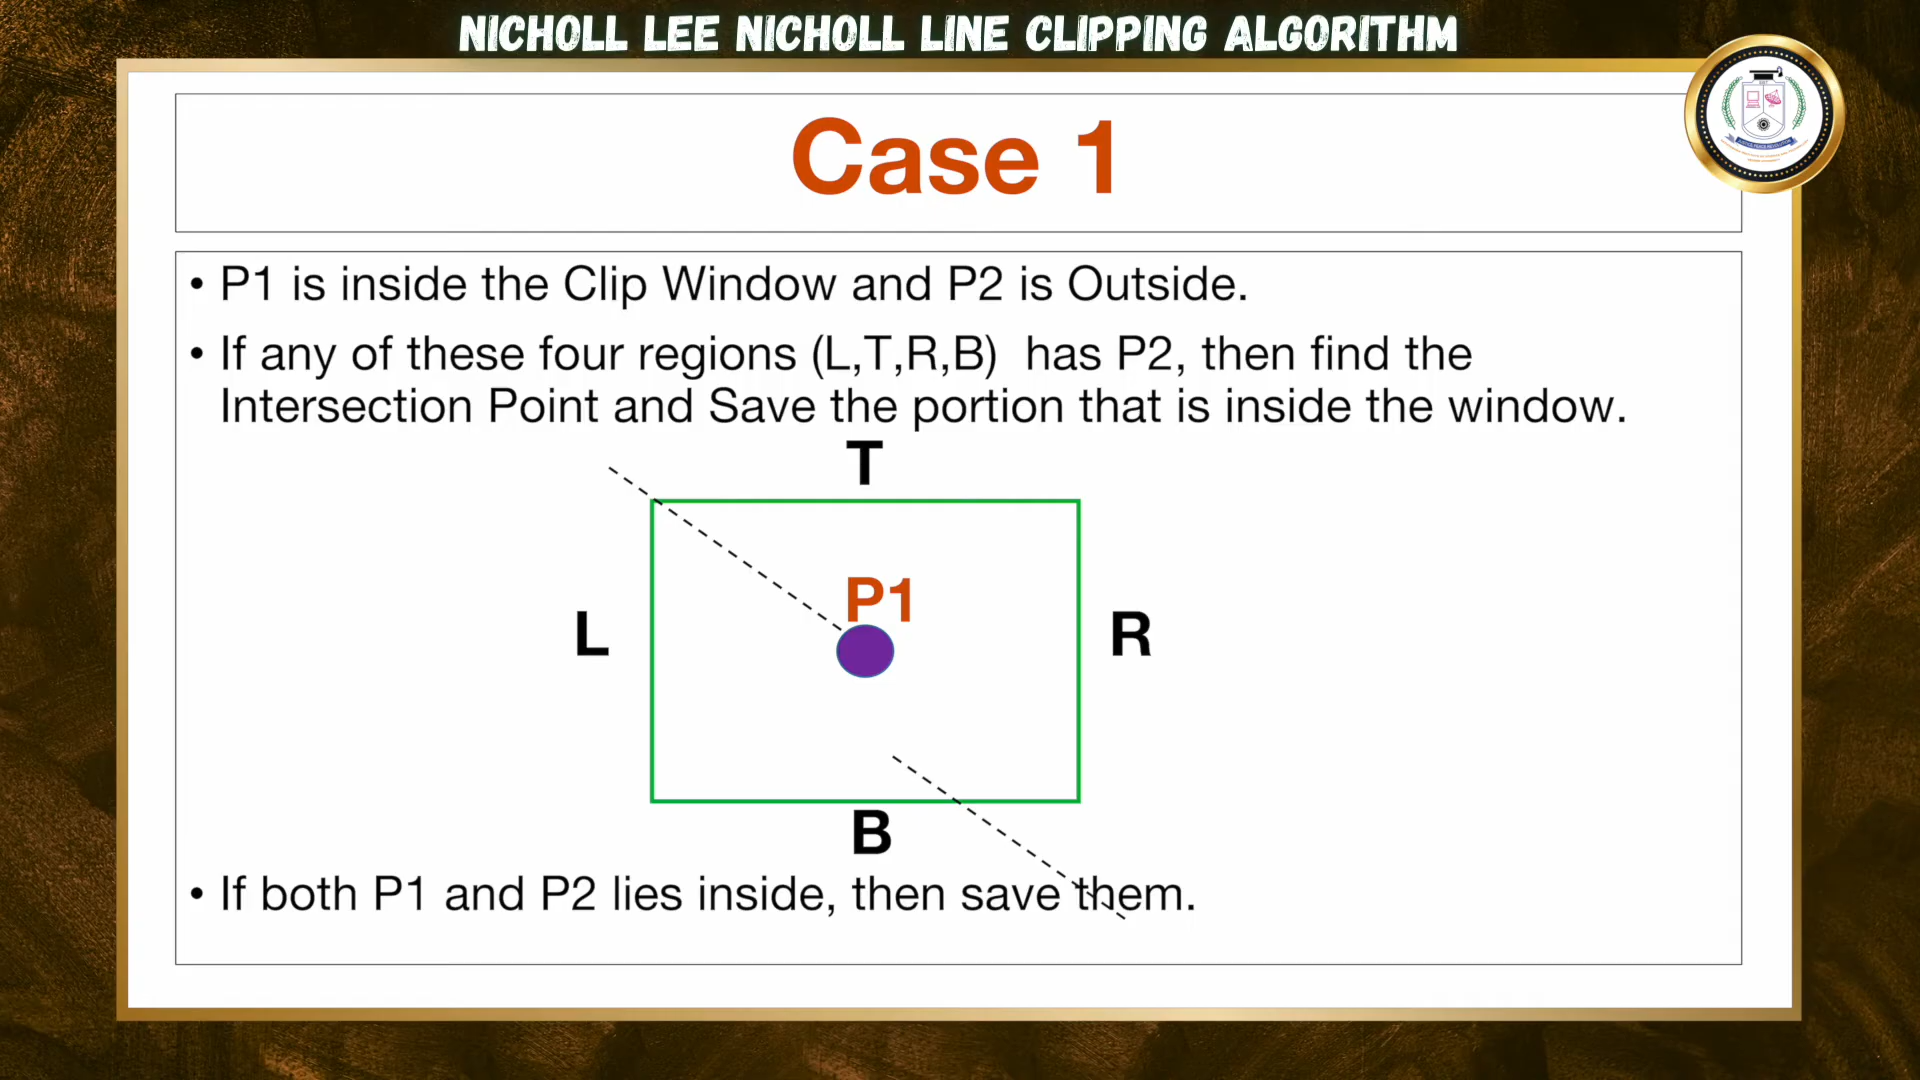 NICHOLL LEE NICHOLL LINE CLIPPING ALGORITHM
Case 1
• P1 is inside the Clip Window and P2 is Outside.
• If any of these four regions (L,T,R,B) has P2, then find the
Intersection Point and Save the portion that is inside the window.
T
P1
L
R
B
• If both P1 and P2 lies inside, then save them.